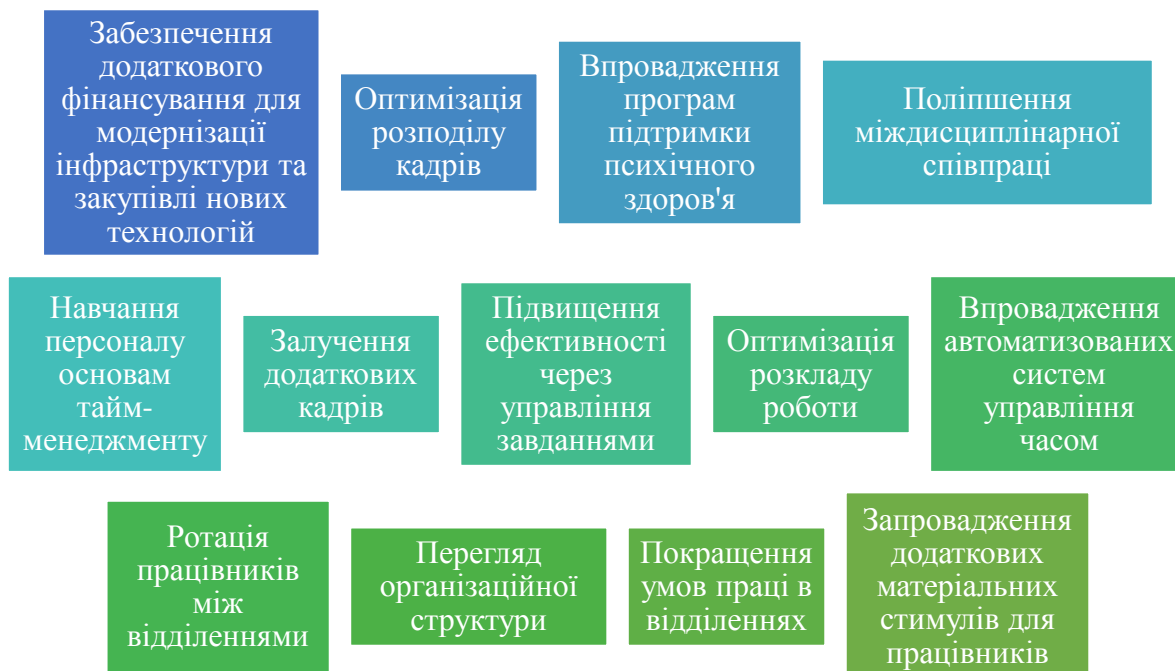 Забезпечення
додаткового
фінансування для
модернізації
інфраструктури та
закупівлі нових
технологій
Оптимізація
розподілу
кадрів
Впровадження
програм
підтримки
психічного
здоров'я
Поліпшення
міждисциплінарної
співпраці
Навчання
персоналу
основам
тайм-
менеджменту
Залучення
додаткових
кадрів
Підвищення
ефективності
через
управління
завданнями
Оптимізація
розкладу
роботи
Впровадження
автоматизованих
систем
управління
часом
Ротація
працівників
між
відділеннями
Перегляд
організаційної
структури
Покращення
умов праці в
відділеннях
Запровадження
додаткових
матеріальних
стимулів для
працівників